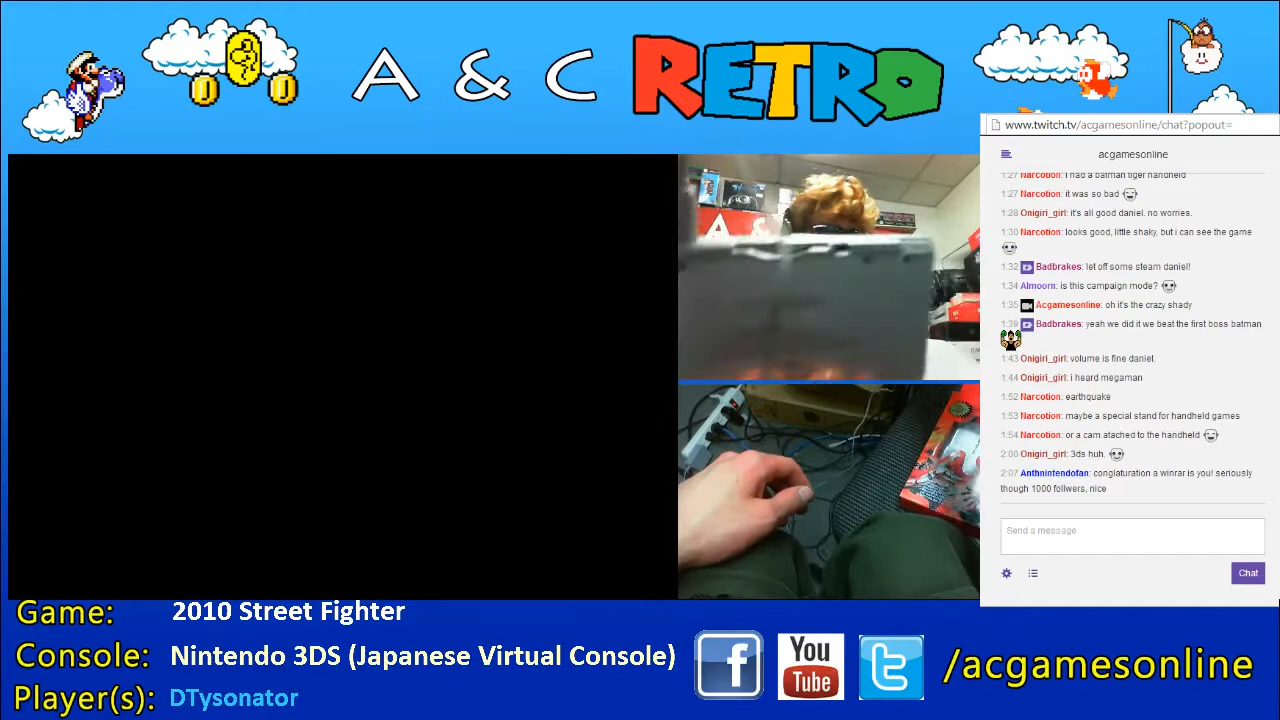 A & C RETRO
www.twitch.tv/acgamesonline/chat?popout=
acgamesonline
1:27 Narcotion: I had a batman tiger handheld
1:27 Narcotion: it was so bad
1:28 Onigiri_girl: it's all good daniel. no worries.
1:30 Narcotion: looks good, little shaky, but i can see the game
1:32 Badbrakes: let off some steam daniel!
1:34 Almoorn: is this campaign mode?
1:35 Acgamesonline: oh it's the crazy shady
1:39 Badbrakes: yeah we did it we beat the first boss batman
1:43 Onigiri_girl: volume is fine daniel.
1:44 Onigiri_girl: i heard megaman
1:52 Narcotion: earthquake
1:53 Narcotion: maybe a special stand for handheld games
1:54 Narcotion: or a cam atached to the handheld
2:00 Onigiri_girl: 3ds huh.
2:07 Anthnintendofan: conglaturation a winrar is you! seriously
though 1000 follwers, nice
Send a message
Chat
A &
Game: 2010 Street Fighter
Console: Nintendo 3DS (Japanese Virtual Console)
Player(s): DTysonator
f
You
Tube
t
/acgamesonline